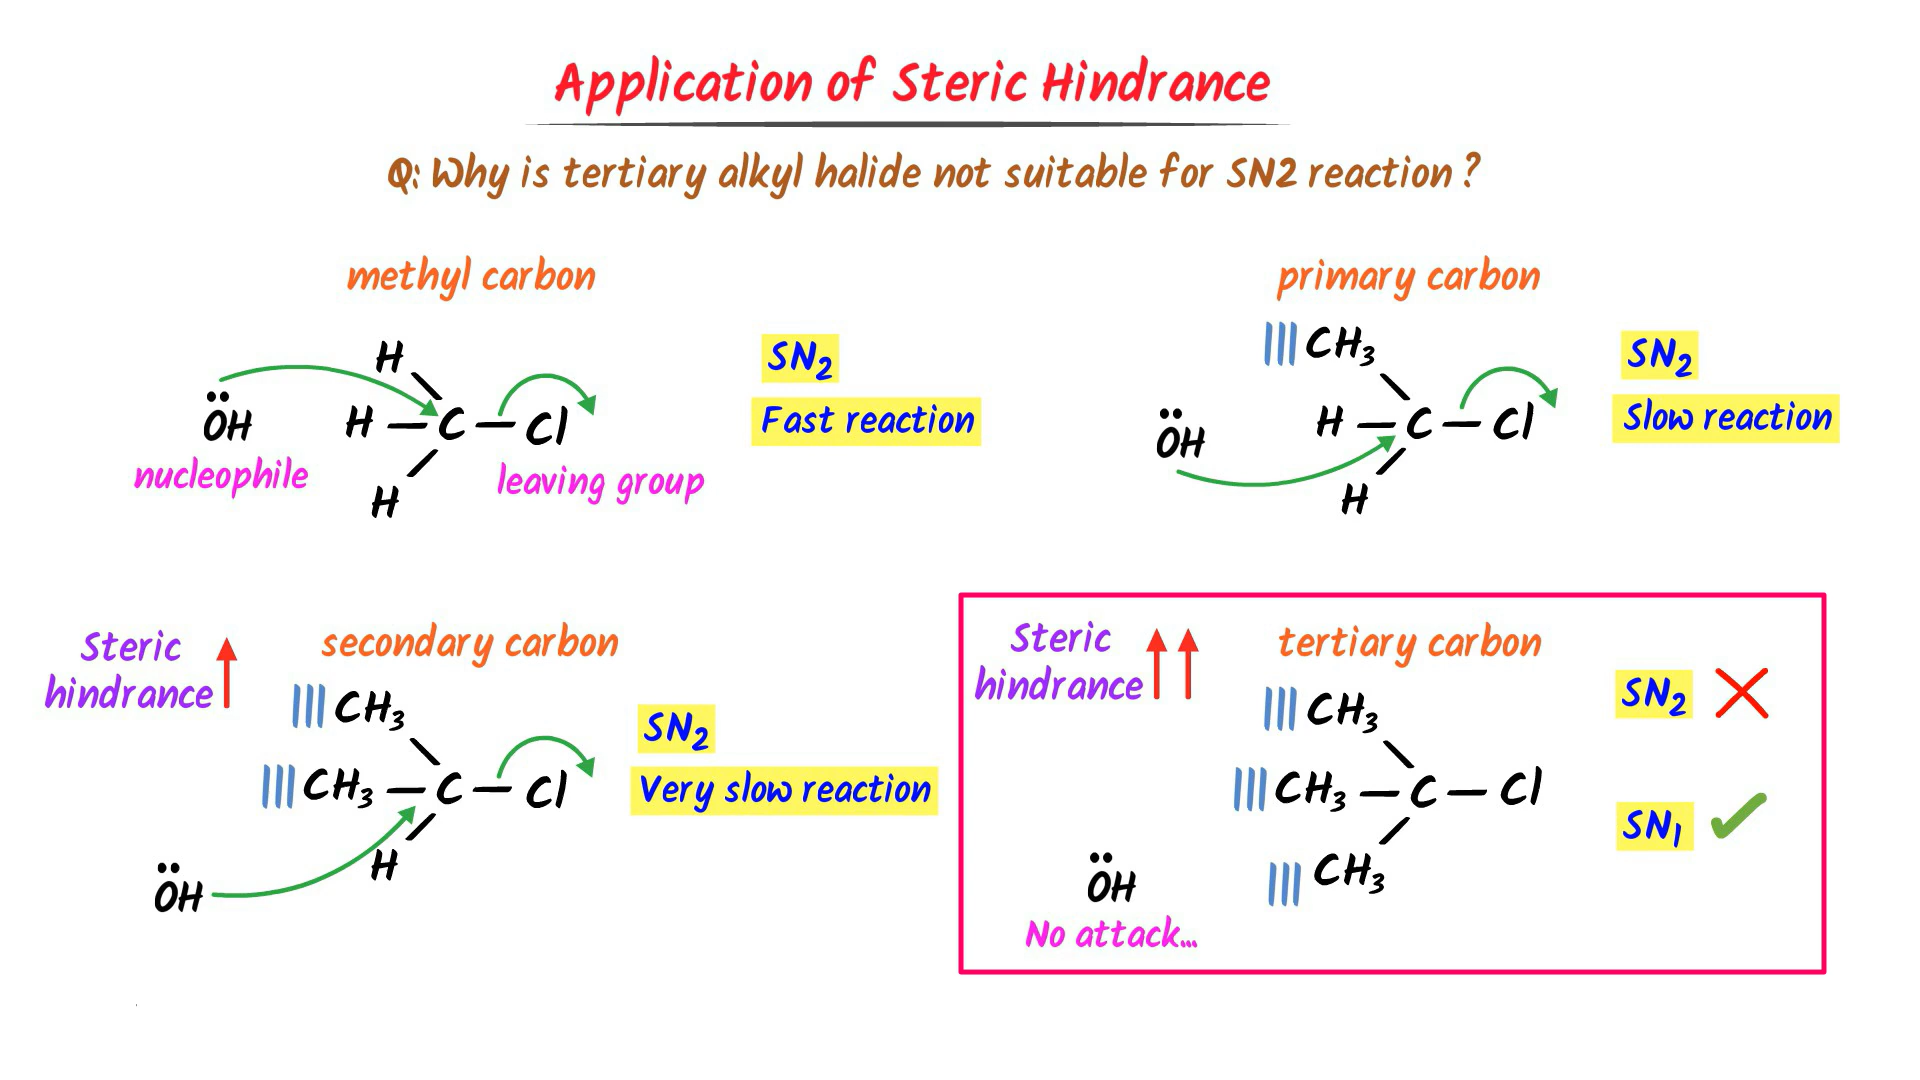 Application of Steric Hindrance
Q: Why is tertiary alkyl halide not suitable for SN2 reaction?
methyl carbon
H
H – C – Cl
H
ÖH
nucleophile
leaving group
SN₂
Fast reaction
primary carbon
CH₃
H – C – Cl
H
ÖH
SN₂
Slow reaction
Steric
hindrance
secondary carbon
CH₃
CH₃ – C – Cl
H
ÖH
SN₂
Very slow reaction
Steric
hindrance
tertiary carbon
CH₃
CH₃ – C – Cl
CH₃
ÖH
No attack...
SN₂
SN₁